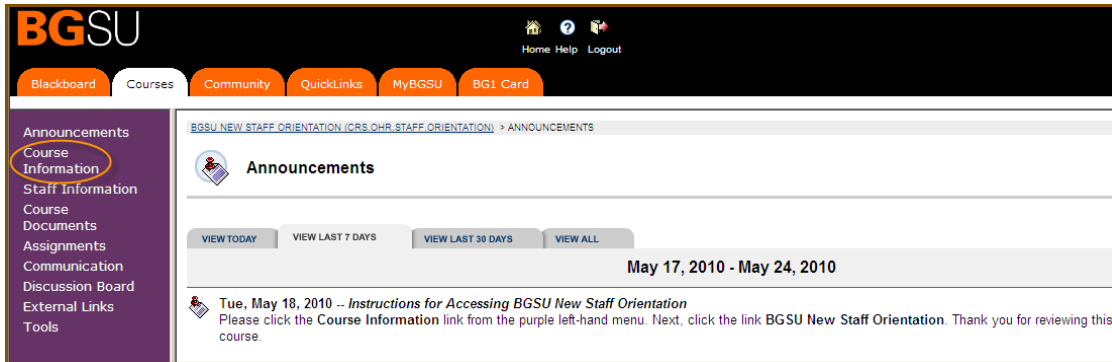 BGSU
Home Help Logout
Blackboard Courses Community QuickLinks MyBGSU BG1 Card
Announcements
Course
Information
Staff Information
Course
Documents
Assignments
Communication
Discussion Board
External Links
Tools
BGSU NEW STAFF ORIENTATION (CRS.OHR.STAFF.ORIENTATION) > ANNOUNCEMENTS
Announcements
VIEW TODAY VIEW LAST 7 DAYS VIEW LAST 30 DAYS VIEW ALL
May 17, 2010 - May 24, 2010
Tue, May 18, 2010 -- Instructions for Accessing BGSU New Staff Orientation
Please click the Course Information link from the purple left-hand menu. Next, click the link BGSU New Staff Orientation. Thank you for reviewing this
course.